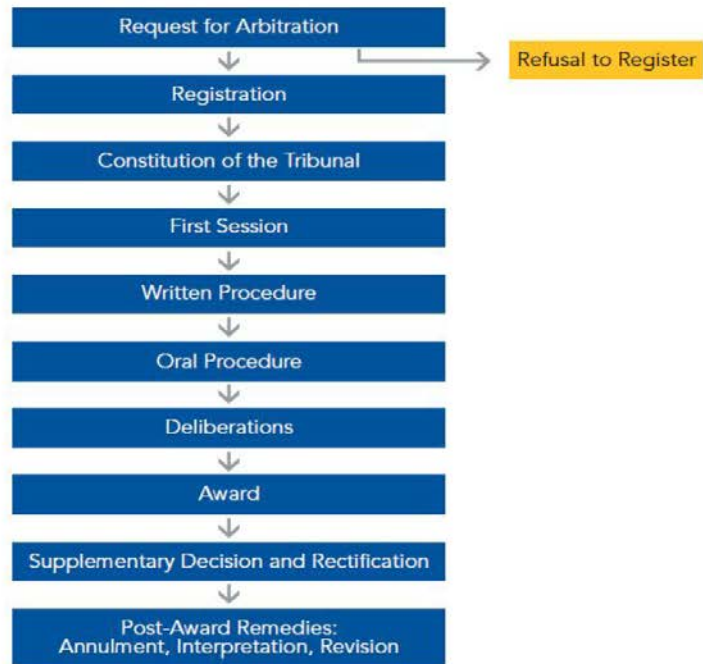 Request for Arbitration
Refusal to Register
Registration
Constitution of the Tribunal
First Session
Written Procedure
Oral Procedure
Deliberations
Award
Supplementary Decision and Rectification
Post-Award Remedies:
Annulment, Interpretation, Revision